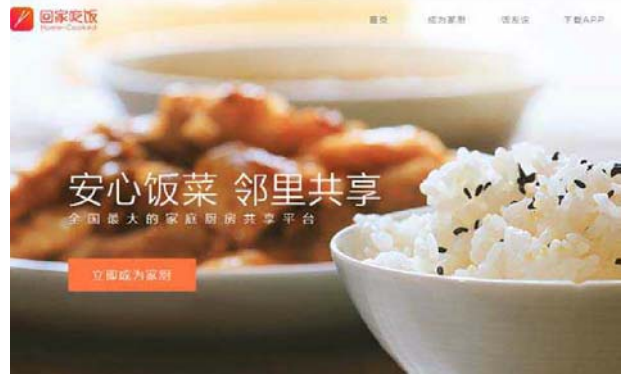 回家吃饭
Home-Cooked
首页 成为家厨 饭友说 下载APP
安心饭菜 邻里共享
全国最大的家庭厨房共享平台
立即成为家厨